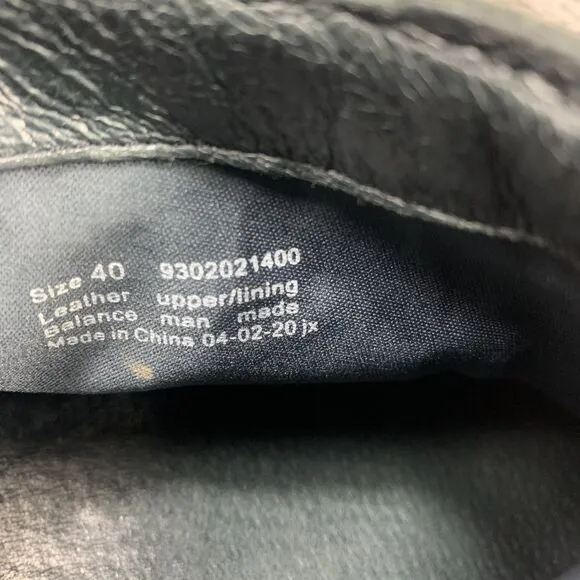 Size 40 9302021400
Leather upper/lining
Balance man made
Made in China 04-02-20 jx